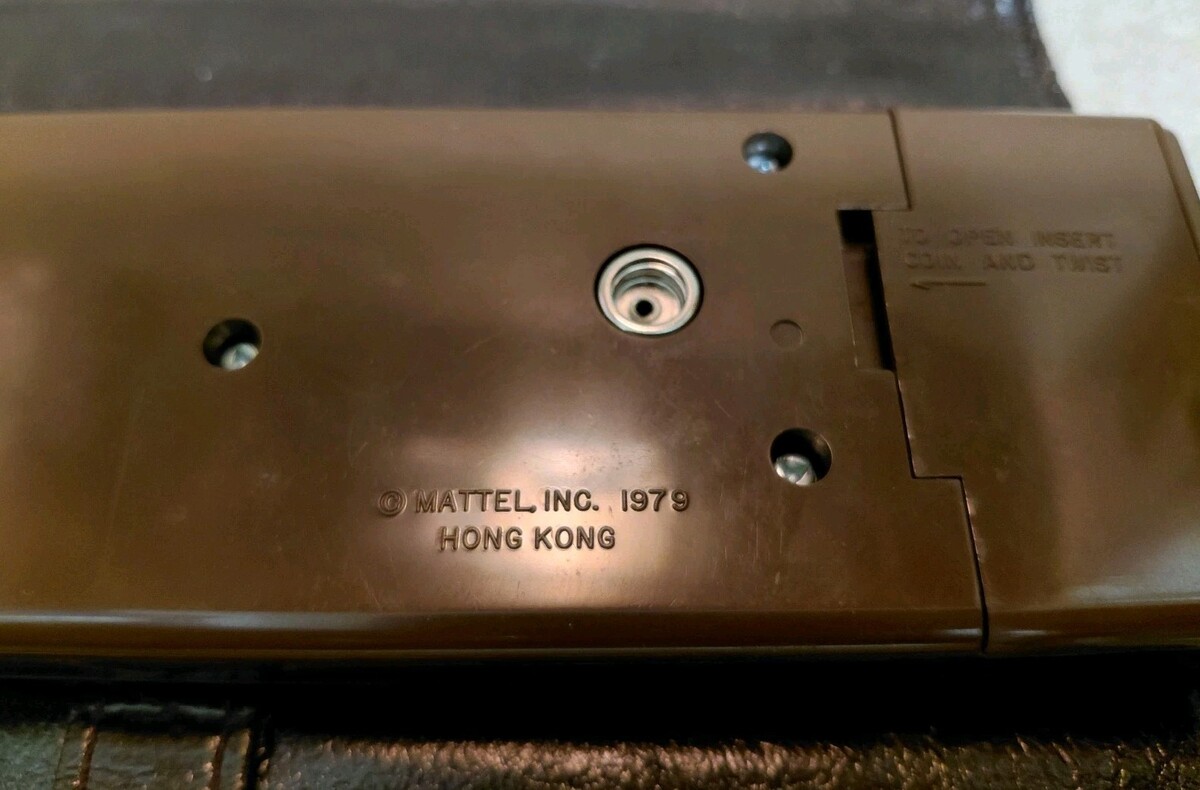 TO OPEN INSERT
COIN AND TWIST
© MATTEL, INC. 1979
HONG KONG